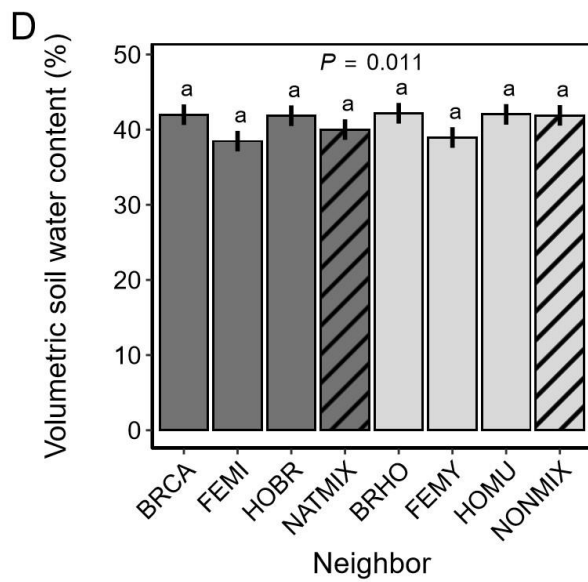 D
Volumetric soil water content (%)
50
40
30
20
10
0
P = 0.011
a a a a a a a a
BRCA FEMI HOBR NATMIX BRHO FEMY HOMU NONMIX
Neighbor